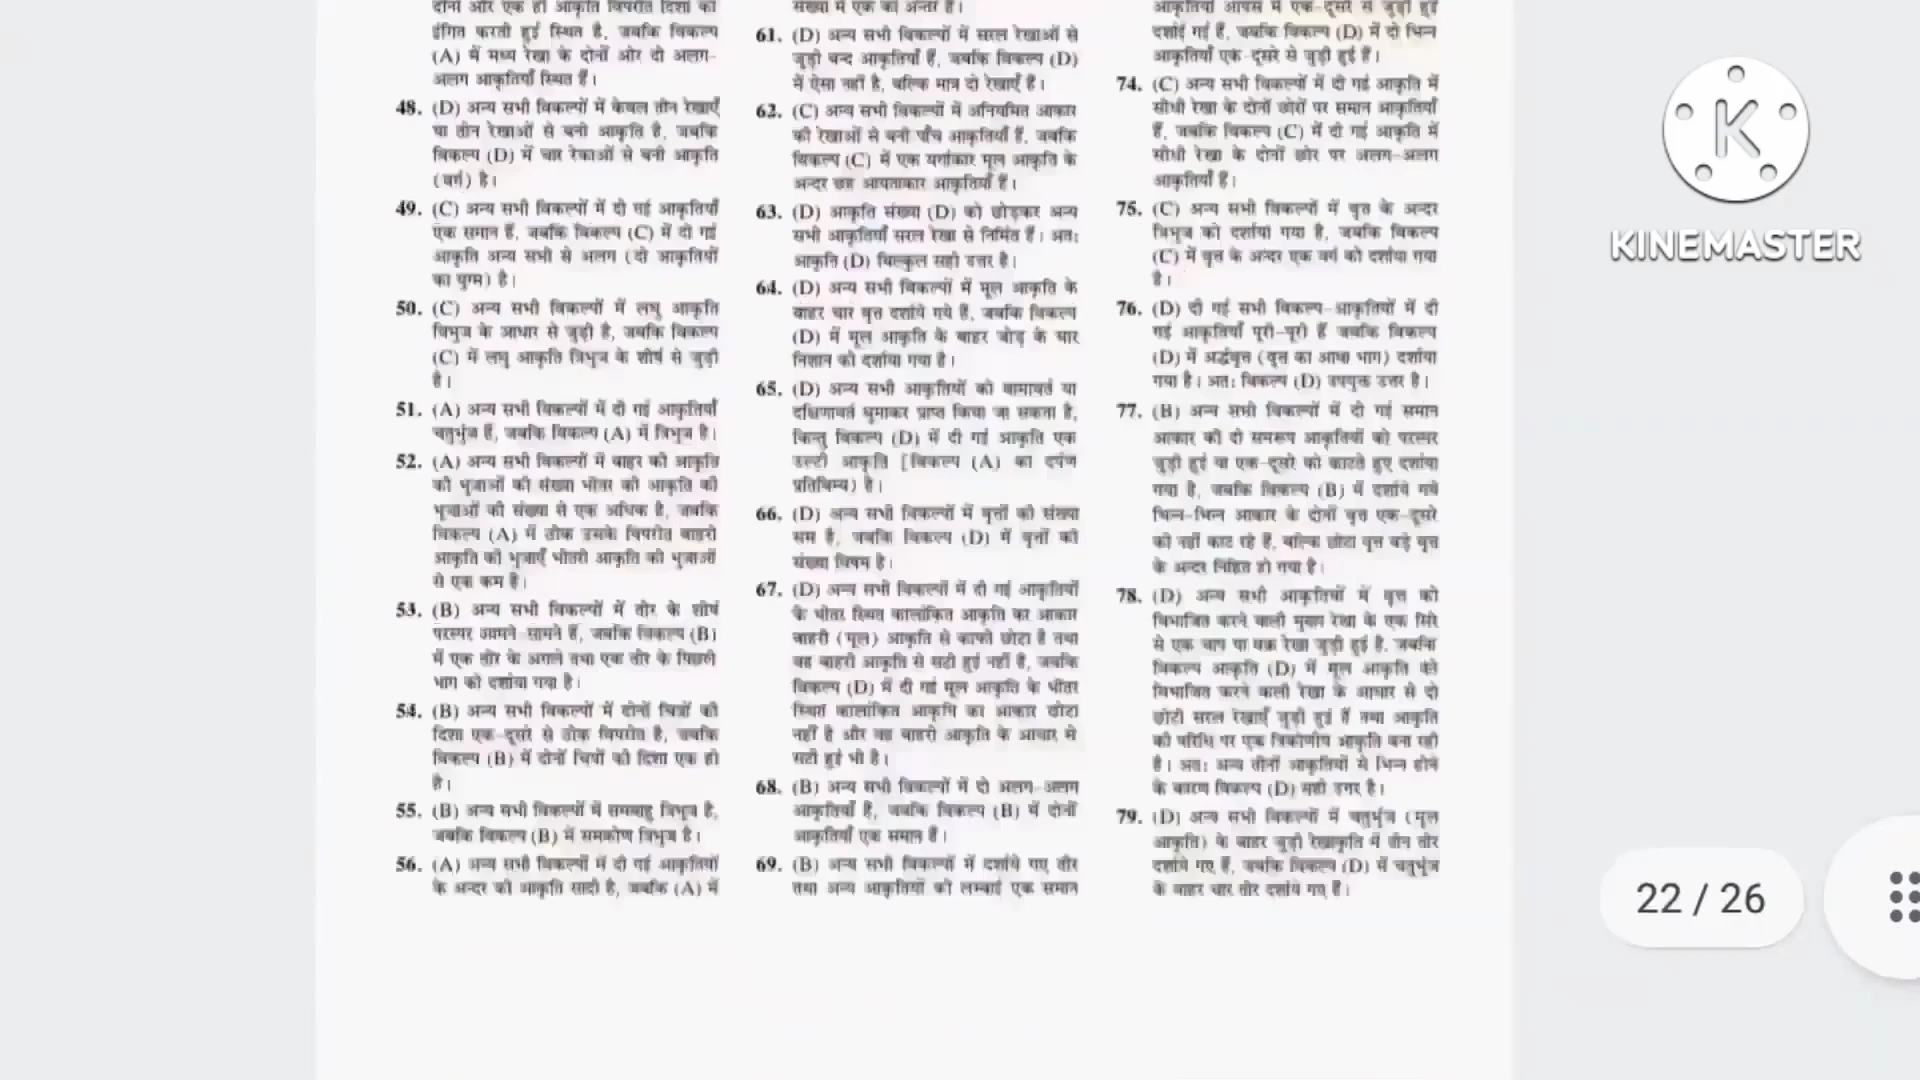 दोनों ओर एक ही आकृति विपरीत दिशा को
इंगित करती हुई स्थित है, जबकि विकल्प
(A) में मध्य रेखा के दोनों ओर दो अलग-
अलग आकृतियाँ स्थित हैं।
48. (D) अन्य सभी विकल्पों में केवल तीन रेखाएँ
या तीन रेखाओं से बनी आकृति है, जबकि
विकल्प (D) में चार रेकाओं से बनी आकृति
(वर्ग) है।
49. (C) अन्य सभी विकल्पों में दी गई आकृतियाँ
एक समान हैं, जबकि विकल्प (C) में दी गई
आकृति अन्य सभी से अलग (दो आकृतियों
का युग्म) है।
50. (C) अन्य सभी विकल्पों में लघु आकृति
त्रिभुज के आधार से जुड़ी है, जबकि विकल्प
(C) में लघु आकृति त्रिभुज के शीर्ष से जुड़ी
है।
51. (A) अन्य सभी विकल्पों में दी गई आकृतियाँ
चतुर्भुज हैं, जबकि विकल्प (A) में त्रिभुज है।
52. (A) अन्य सभी विकल्पों में बाहर की आकृति
की भुजाओं की संख्या भीतर की आकृति की
भुजाओं की संख्या से एक अधिक है, जबकि
विकल्प (A) में ठीक उसके विपरीत बाहरी
आकृति की भुजाएँ भीतरी आकृति की भुजाओं
से एक कम है।
53. (B) अन्य सभी विकल्पों में तीर के शीर्ष
परस्पर आमने-सामने हैं, जबकि विकल्प (B)
में एक तीर के अगले तथा एक तीर के पिछली
भाग को दर्शाया गया है।
54. (B) अन्य सभी विकल्पों में दोनों चित्रों की
दिशा एक-दूसरे से ठीक विपरीत है, जबकि
विकल्प (B) में दोनों चित्रों की दिशा एक ही
है।
55. (B) अन्य सभी विकल्पों में समबाहु त्रिभुज है,
जबकि विकल्प (B) में समकोण त्रिभुज है।
56. (A) अन्य सभी विकल्पों में दी गई आकृतियों
के अन्दर की आकृति सादी है, जबकि (A) में
संख्या में एक का अन्तर है।
61. (D) अन्य सभी विकल्पों में सरल रेखाओं से
जुड़ी बन्द आकृतियाँ हैं, जबकि विकल्प (D)
में ऐसा नहीं है, बल्कि मात्र दो रेखाएँ हैं।
62. (C) अन्य सभी विकल्पों में अनियमित आकार
की रेखाओं से बनी पाँच आकृतियाँ हैं, जबकि
विकल्प (C) में एक वर्गाकार मूल आकृति के
अन्दर छह आयताकार आकृतियाँ हैं।
63. (D) आकृति संख्या (D) को छोड़कर अन्य
सभी आकृतियाँ सरल रेखा से निर्मित हैं। अतः
आकृति (D) बिल्कुल सही उत्तर है।
64. (D) अन्य सभी विकल्पों में मूल आकृति के
बाहर चार वृत्त दर्शाये गये हैं, जबकि विकल्प
(D) में मूल आकृति के बाहर जोड़ के चार
निशान को दर्शाया गया है।
65. (D) अन्य सभी आकृतियों को वामावर्त या
दक्षिणावर्त घुमाकर प्राप्त किया जा सकता है,
किन्तु विकल्प (D) में दी गई आकृति एक
उल्टी आकृति [विकल्प (A) का दर्पण
प्रतिबिम्ब) है।
66. (D) अन्य सभी विकल्पों में वृत्तों की संख्या
सम है, जबकि विकल्प (D) में वृत्तों की
संख्या विषम है।
67. (D) अन्य सभी विकल्पों में दी गई आकृतियों
के भीतर स्थित कालांकित आकृति का आकार
बाहरी (मूल) आकृति से काफी छोटा है तथा
वह बाहरी आकृति से सटी हुई नहीं है, जबकि
विकल्प (D) में दी गई मूल आकृति के भीतर
स्थित कालांकित आकृति का आकार छोटा
नहीं है और वह बाहरी आकृति के आधार से
सटी हुई भी है।
68. (B) अन्य सभी विकल्पों में दो अलग-अलग
आकृतियाँ हैं, जबकि विकल्प (B) में दोनों
आकृतियाँ एक समान हैं।
69. (B) अन्य सभी विकल्पों में दर्शाये गए तीर
तथा अन्य आकृतियों की लम्बाई एक समान
आकृतियाँ आपस में एक-दूसरे से जुड़ी हुई
दर्शाई गई हैं, जबकि विकल्प (D) में दो भिन्न
आकृतियाँ एक-दूसरे से जुड़ी हुई हैं।
74. (C) अन्य सभी विकल्पों में दी गई आकृति में
सीधी रेखा के दोनों छोरों पर समान आकृतियाँ
हैं, जबकि विकल्प (C) में दी गई आकृति में
सीधी रेखा के दोनों छोर पर अलग-अलग
आकृतियाँ हैं।
75. (C) अन्य सभी विकल्पों में वृत्त के अन्दर
त्रिभुज को दर्शाया गया है, जबकि विकल्प
(C) में वृत्त के अन्दर एक वर्ग को दर्शाया गया
है।
76. (D) दी गई सभी विकल्प-आकृतियों में दी
गई आकृतियाँ पूरी-पूरी हैं जबकि विकल्प
(D) में अर्द्धवृत्त (वृत्त का आधा भाग) दर्शाया
गया है। अतः विकल्प (D) उपयुक्त उत्तर है।
77. (B) अन्य सभी विकल्पों में दी गई समान
आकार की दो समरूप आकृतियों को परस्पर
जुड़ी हुई या एक-दूसरे को काटते हुए दर्शाया
गया है, जबकि विकल्प (B) में दर्शाये गये
भिन्न-भिन्न आकार के दोनों वृत्त एक-दूसरे
को नहीं काट रहे हैं, बल्कि छोटा वृत्त बड़े वृत्त
के अन्दर निहित हो गया है।
78. (D) अन्य सभी आकृतियों में वृत्त को
विभाजित करने वाली मुख्य रेखा के एक सिरे
से एक चाप या वक्र रेखा जुड़ी हुई है, जबकि
विकल्प आकृति (D) में मूल आकृति को
विभाजित करने वाली रेखा के आधार से दो
छोटी सरल रेखाएँ जुड़ी हुई हैं तथा आकृति
की परिधि पर एक त्रिकोणीय आकृति बना रही
है। अतः अन्य तीनों आकृतियों से भिन्न होने
के कारण विकल्प (D) सही उत्तर है।
79. (D) अन्य सभी विकल्पों में चतुर्भुज (मूल
आकृति) के बाहर जुड़ी रेखाकृति में तीन तीर
दर्शाये गए हैं, जबकि विकल्प (D) में चतुर्भुज
के बाहर चार तीर दर्शाये गए हैं।
K
KINEMASTER
22 / 26